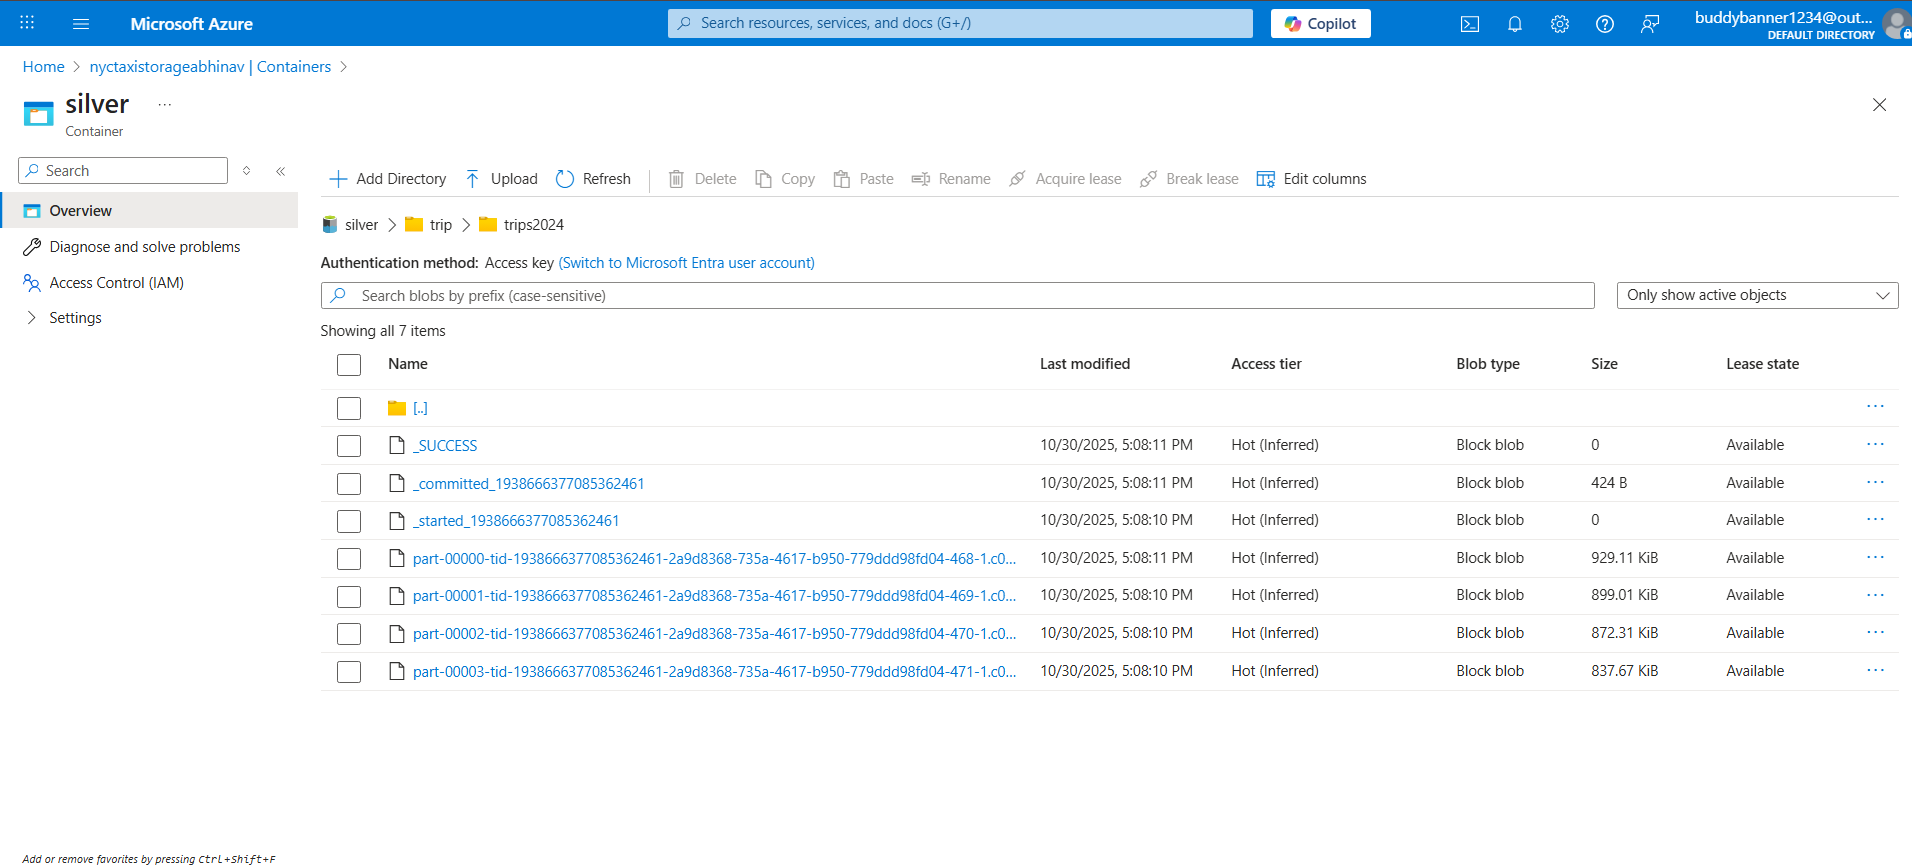 Microsoft Azure
Search resources, services, and docs (G+/)
Copilot
buddybanner1234@out...
DEFAULT DIRECTORY
Home > nyctaxistorageabhinav | Containers >
silver ...
Container
Search
Overview
Diagnose and solve problems
Access Control (IAM)
Settings
Add Directory Upload Refresh Delete Copy Paste Rename Acquire lease Break lease Edit columns
silver > trip > trips2024
Authentication method: Access key (Switch to Microsoft Entra user account)
Search blobs by prefix (case-sensitive)
Only show active objects
Showing all 7 items
Name Last modified Access tier Blob type Size Lease state
[..] ...
_SUCCESS 10/30/2025, 5:08:11 PM Hot (Inferred) Block blob 0 Available ...
_committed_1938666377085362461 10/30/2025, 5:08:11 PM Hot (Inferred) Block blob 424 B Available ...
_started_1938666377085362461 10/30/2025, 5:08:10 PM Hot (Inferred) Block blob 0 Available ...
part-00000-tid-1938666377085362461-2a9d8368-735a-4617-b950-779ddd98fd04-468-1.c0... 10/30/2025, 5:08:11 PM Hot (Inferred) Block blob 929.11 KiB Available ...
part-00001-tid-1938666377085362461-2a9d8368-735a-4617-b950-779ddd98fd04-469-1.c0... 10/30/2025, 5:08:10 PM Hot (Inferred) Block blob 899.01 KiB Available ...
part-00002-tid-1938666377085362461-2a9d8368-735a-4617-b950-779ddd98fd04-470-1.c0... 10/30/2025, 5:08:10 PM Hot (Inferred) Block blob 872.31 KiB Available ...
part-00003-tid-1938666377085362461-2a9d8368-735a-4617-b950-779ddd98fd04-471-1.c0... 10/30/2025, 5:08:10 PM Hot (Inferred) Block blob 837.67 KiB Available ...
Add or remove favorites by pressing Ctrl+Shift+F